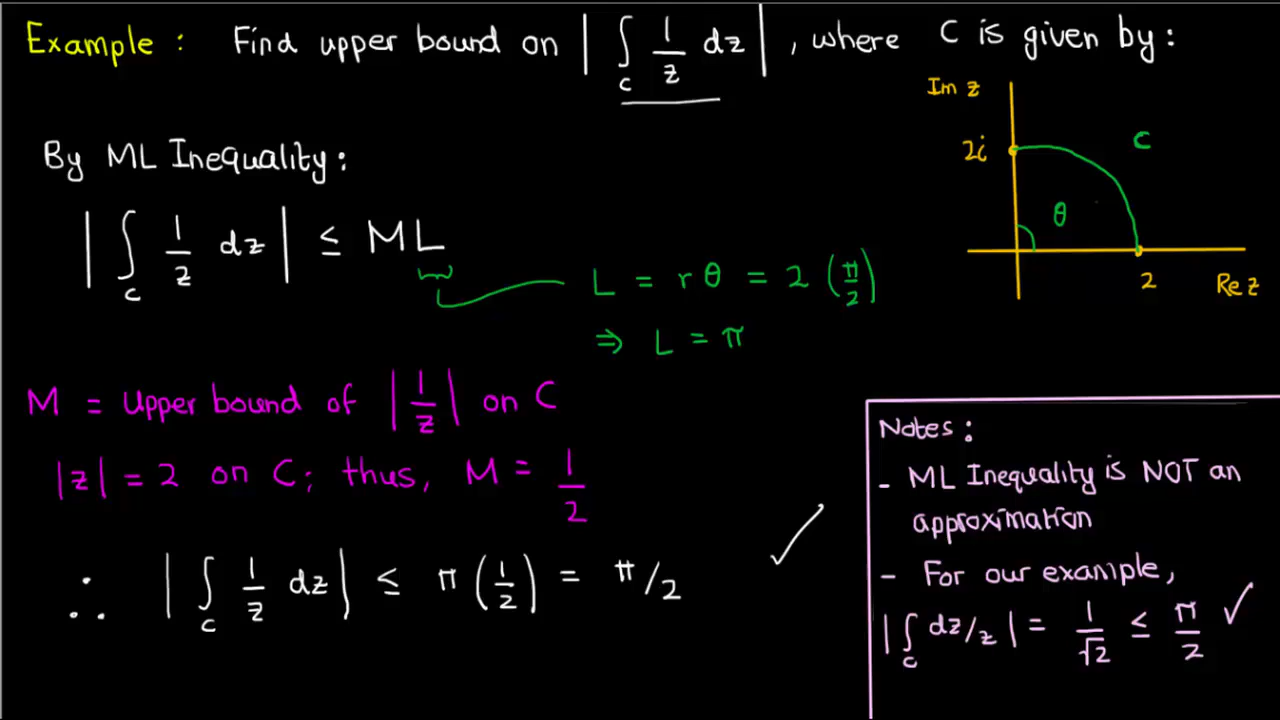 Example : Find upper bound on |∫_C 1/z dz| , where C is given by :
Im z
2i
C
θ
2
Re z
By ML Inequality :
|∫_C 1/z dz| ≤ ML
L = rθ = 2 (π/2)
⇒ L = π
M = Upper bound of |1/z| on C
|z| = 2 on C; thus, M = 1/2
∴ |∫_C 1/z dz| ≤ π (1/2) = π/2 ✓
Notes :
- ML Inequality is NOT an
approximation
- For our example,
|∫_C dz/z| = 1/√2 ≤ π/2 ✓